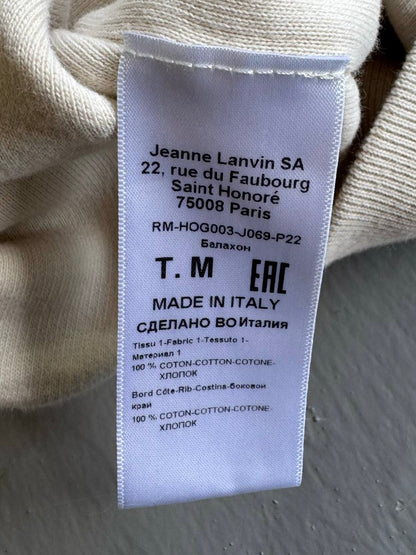 Jeanne Lanvin SA
22, rue du Faubourg
Saint Honoré
75008 Paris
RM-HOG003-J069-P22
Балахон
T. M EAC
MADE IN ITALY
СДЕЛАНО ВО Италия
Tissu 1-Fabric 1-Tessuto 1-
Материал 1
100 % COTON-COTTON-COTONE-
ХЛОПОК
Bord Côte-Rib-Costina-боковой
край
100 % COTON-COTTON-COTONE-
ХЛОПОК